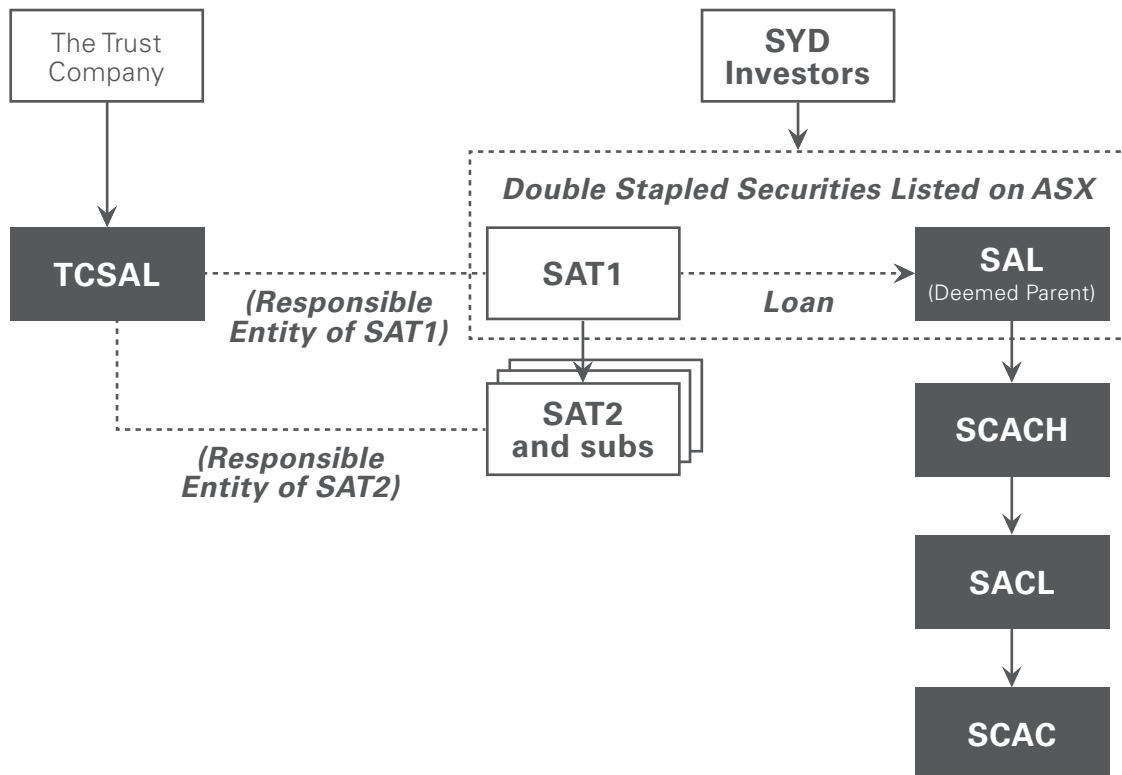 The Trust
Company
SYD
Investors
Double Stapled Securities Listed on ASX
TCSAL
(Responsible
Entity of SAT1)
SAT1
Loan
SAL
(Deemed Parent)
SAT2
and subs
(Responsible
Entity of SAT2)
SCACH
SACL
SCAC